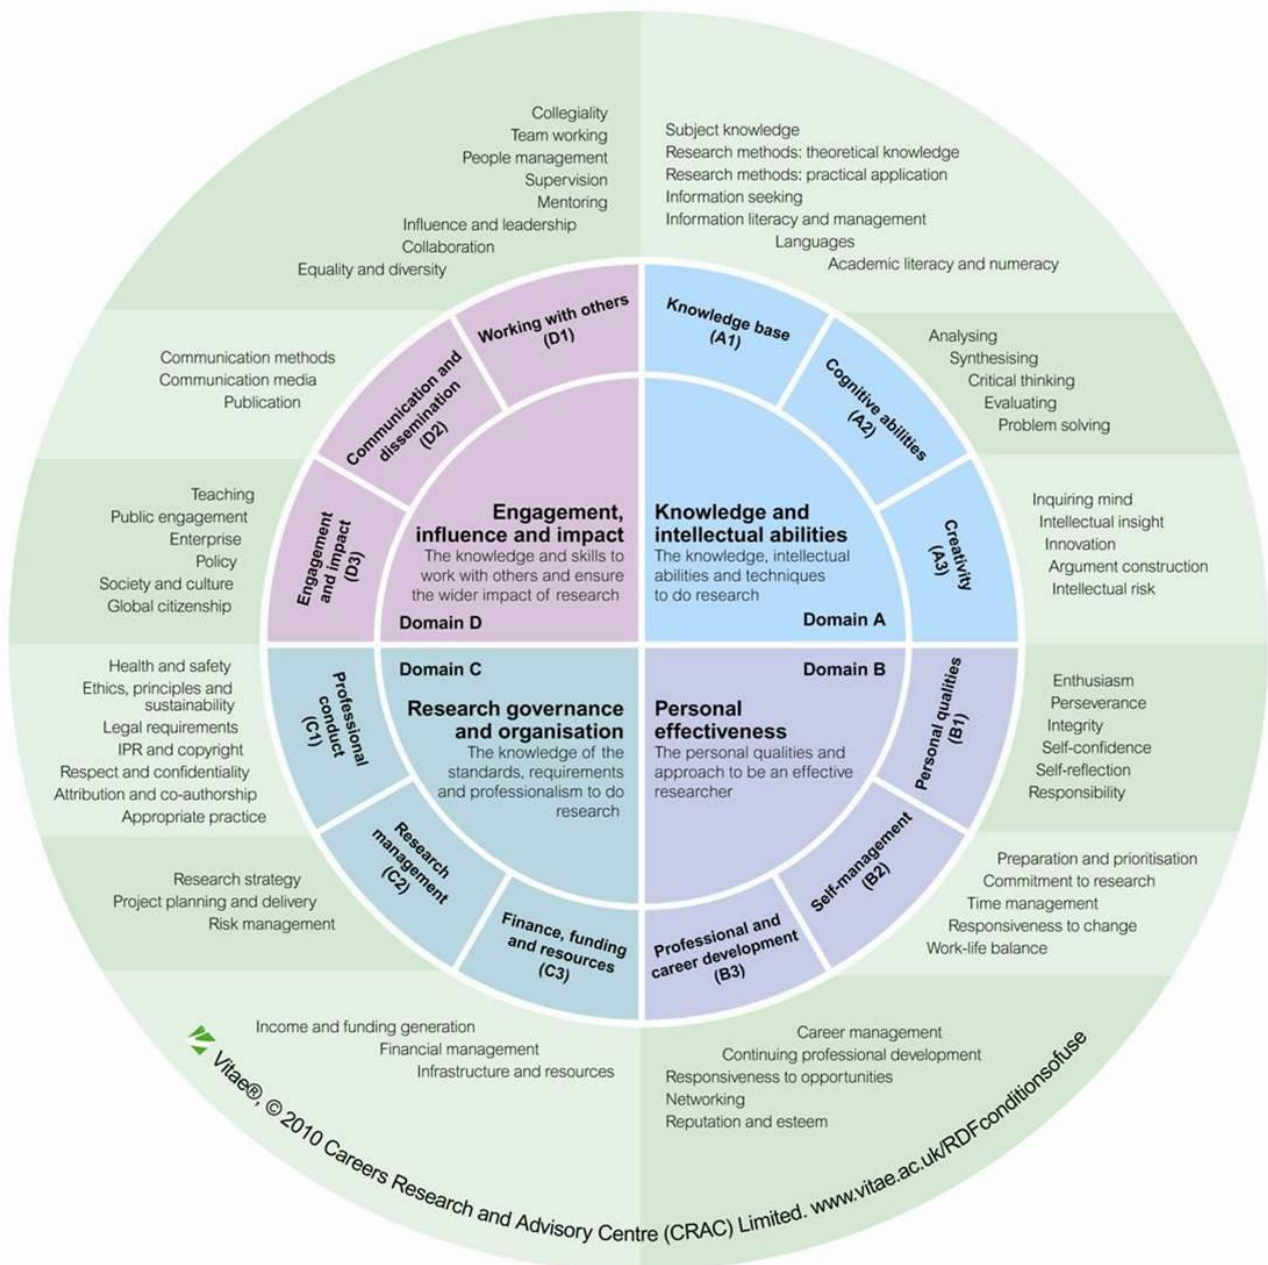 Collegiality
Team working
People management
Supervision
Mentoring
Influence and leadership
Collaboration
Equality and diversity
Subject knowledge
Research methods: theoretical knowledge
Research methods: practical application
Information seeking
Information literacy and management
Languages
Academic literacy and numeracy
Working with others
(D1)
Knowledge base
(A1)
Communication methods
Communication media
Publication
Communication and
dissemination
(D2)
Cognitive abilities
(A2)
Analysing
Synthesising
Critical thinking
Evaluating
Problem solving
Teaching
Public engagement
Enterprise
Policy
Society and culture
Global citizenship
Engagement
and impact
(D3)
Engagement,
influence and impact
The knowledge and skills to
work with others and ensure
the wider impact of research
Domain D
Knowledge and
intellectual abilities
The knowledge, intellectual
abilities and techniques
to do research
Domain A
Creativity
(A3)
Inquiring mind
Intellectual insight
Innovation
Argument construction
Intellectual risk
Health and safety
Ethics, principles and
sustainability
Legal requirements
IPR and copyright
Respect and confidentiality
Attribution and co-authorship
Appropriate practice
Professional
conduct
(C1)
Domain C
Research governance
and organisation
The knowledge of the
standards, requirements
and professionalism to do
research
Domain B
Personal
effectiveness
The personal qualities and
approach to be an effective
researcher
Personal qualities
(B1)
Enthusiasm
Perseverance
Integrity
Self-confidence
Self-reflection
Responsibility
Research strategy
Project planning and delivery
Risk management
Research
management
(C2)
Self-management
(B2)
Preparation and prioritisation
Commitment to research
Time management
Responsiveness to change
Work-life balance
Finance, funding
and resources
(C3)
Professional and
career development
(B3)
Income and funding generation
Financial management
Infrastructure and resources
Career management
Continuing professional development
Responsiveness to opportunities
Networking
Reputation and esteem
Vitae®, © 2010 Careers Research and Advisory Centre (CRAC) Limited. www.vitae.ac.uk/RDFconditionsofuse